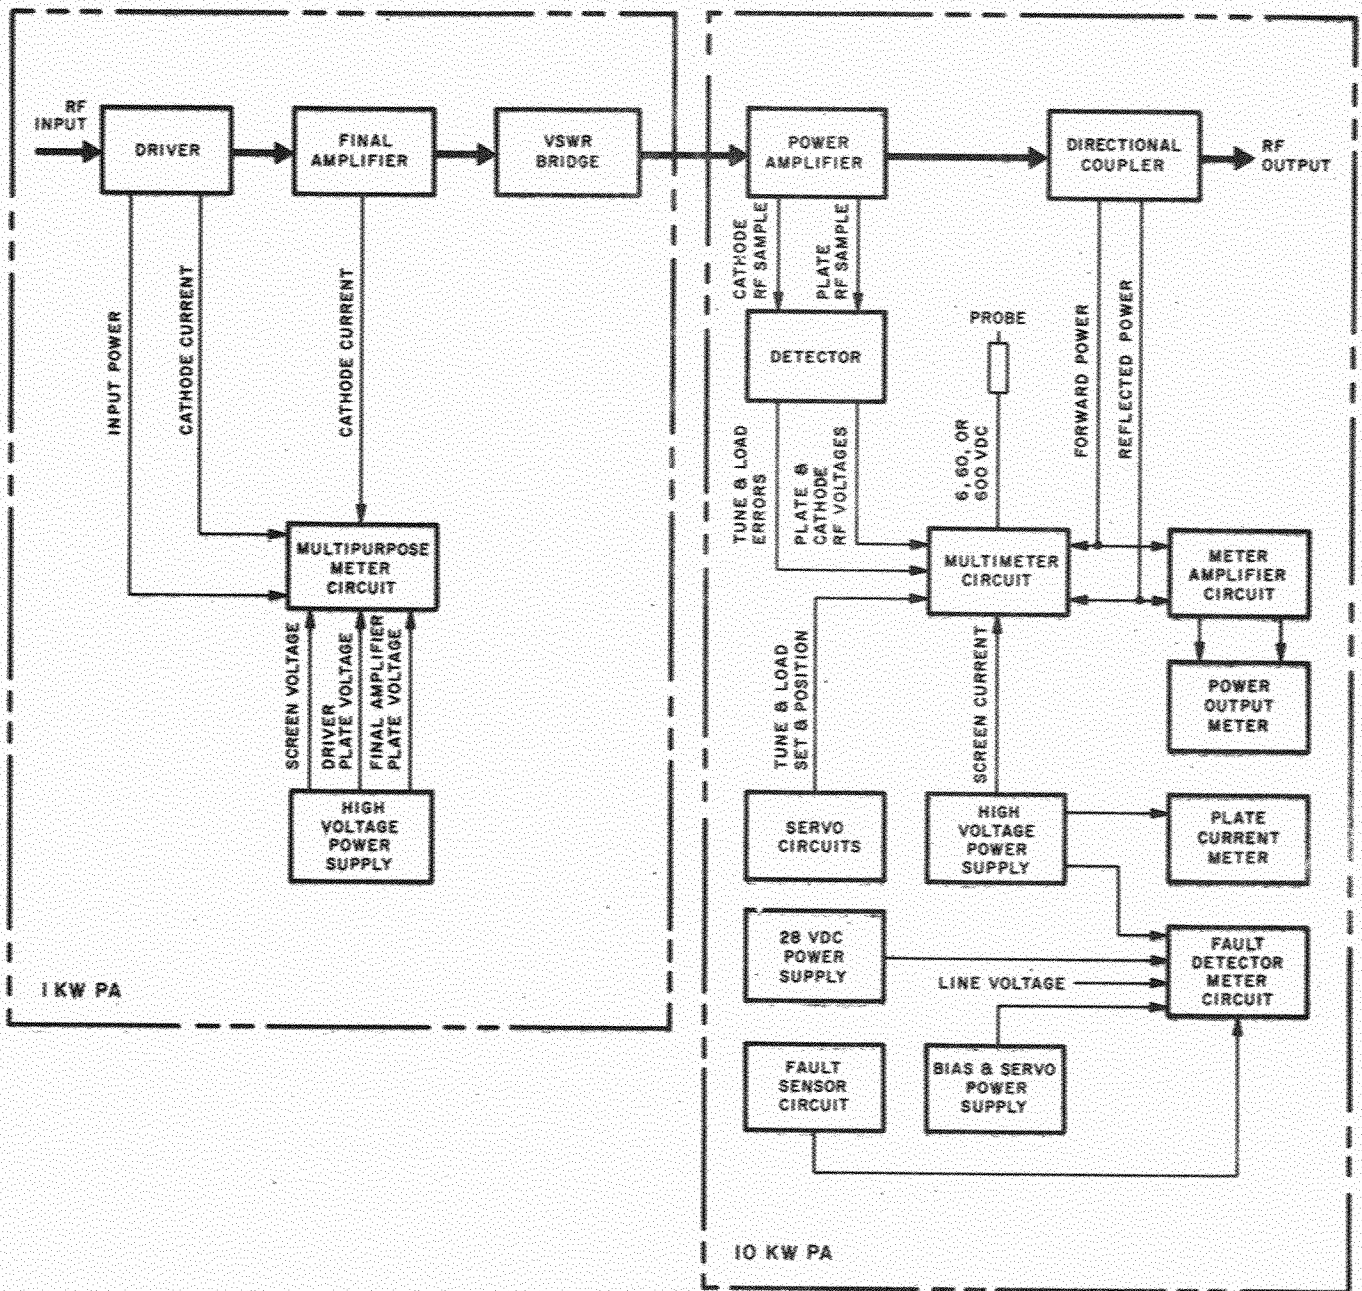 RF
INPUT
DRIVER
FINAL
AMPLIFIER
VSWR
BRIDGE
INPUT POWER
CATHODE CURRENT
CATHODE CURRENT
MULTIPURPOSE
METER
CIRCUIT
SCREEN VOLTAGE
DRIVER
PLATE VOLTAGE
FINAL AMPLIFIER
PLATE VOLTAGE
HIGH
VOLTAGE
POWER
SUPPLY
1 KW PA
POWER
AMPLIFIER
DIRECTIONAL
COUPLER
RF
OUTPUT
CATHODE
RF SAMPLE
PLATE
RF SAMPLE
DETECTOR
PROBE
FORWARD POWER
REFLECTED POWER
TUNE & LOAD
ERRORS
PLATE &
CATHODE
RF VOLTAGES
6, 60, OR
600 VDC
MULTIMETER
CIRCUIT
METER
AMPLIFIER
CIRCUIT
TUNE & LOAD
SET & POSITION
SCREEN CURRENT
POWER
OUTPUT
METER
SERVO
CIRCUITS
HIGH
VOLTAGE
POWER
SUPPLY
PLATE
CURRENT
METER
28 VDC
POWER
SUPPLY
LINE VOLTAGE
FAULT
DETECTOR
METER
CIRCUIT
FAULT
SENSOR
CIRCUIT
BIAS & SERVO
POWER
SUPPLY
10 KW PA